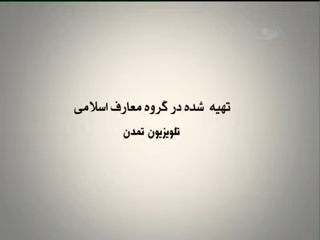 تهیه شده در گروه معارف اسلامی
تلویزیون تمدن